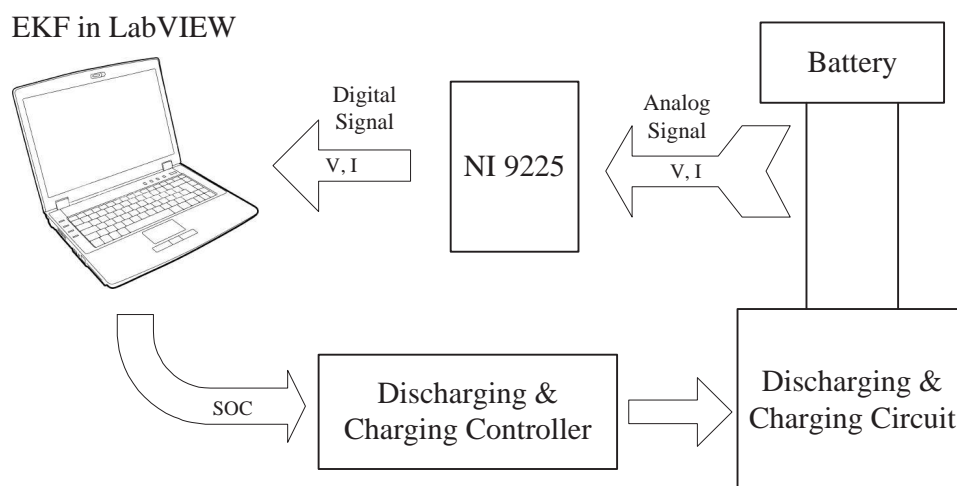 EKF in LabVIEW
Battery
Digital
Signal
Analog
Signal
V, I
NI 9225
V, I
SOC
Discharging &
Charging Controller
Discharging &
Charging Circuit